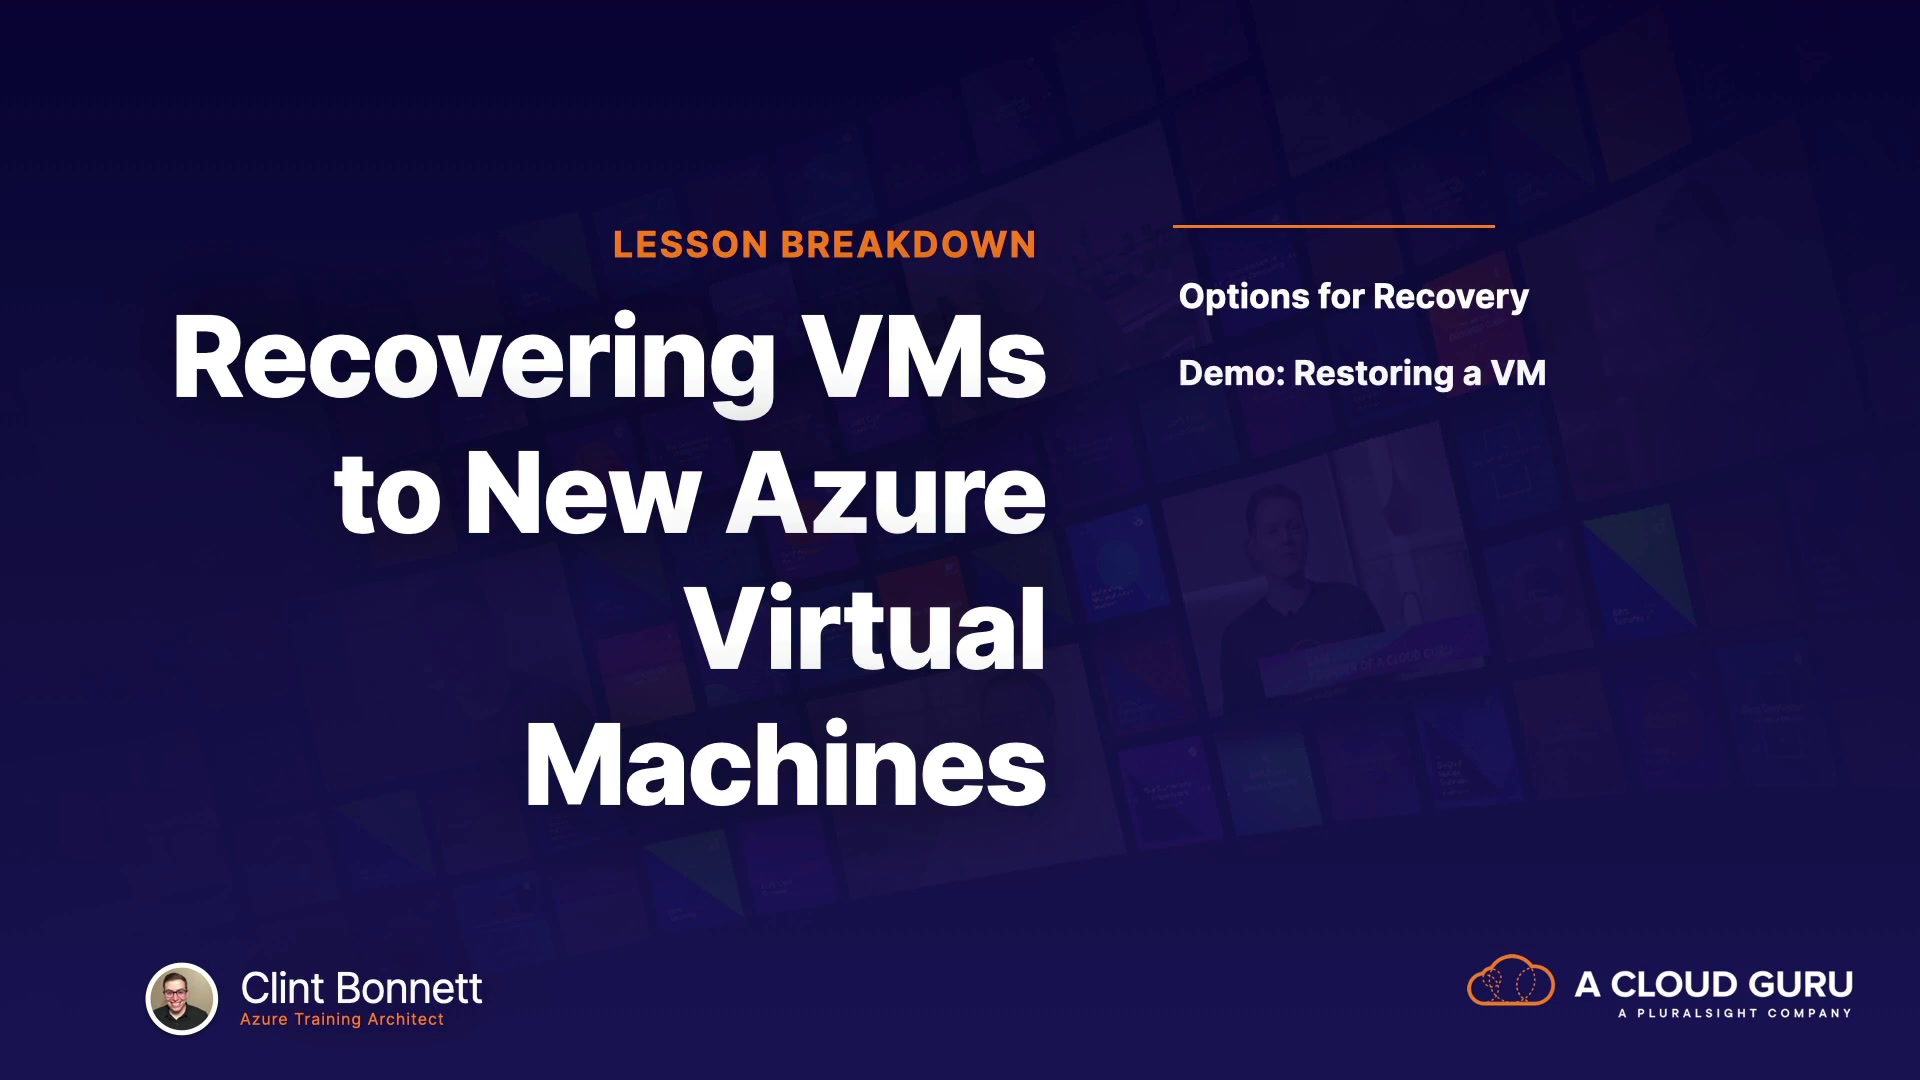 LESSON BREAKDOWN
Recovering VMs
to New Azure
Virtual
Machines
Options for Recovery
Demo: Restoring a VM
Clint Bonnett
Azure Training Architect
A CLOUD GURU
A PLURALSIGHT COMPANY